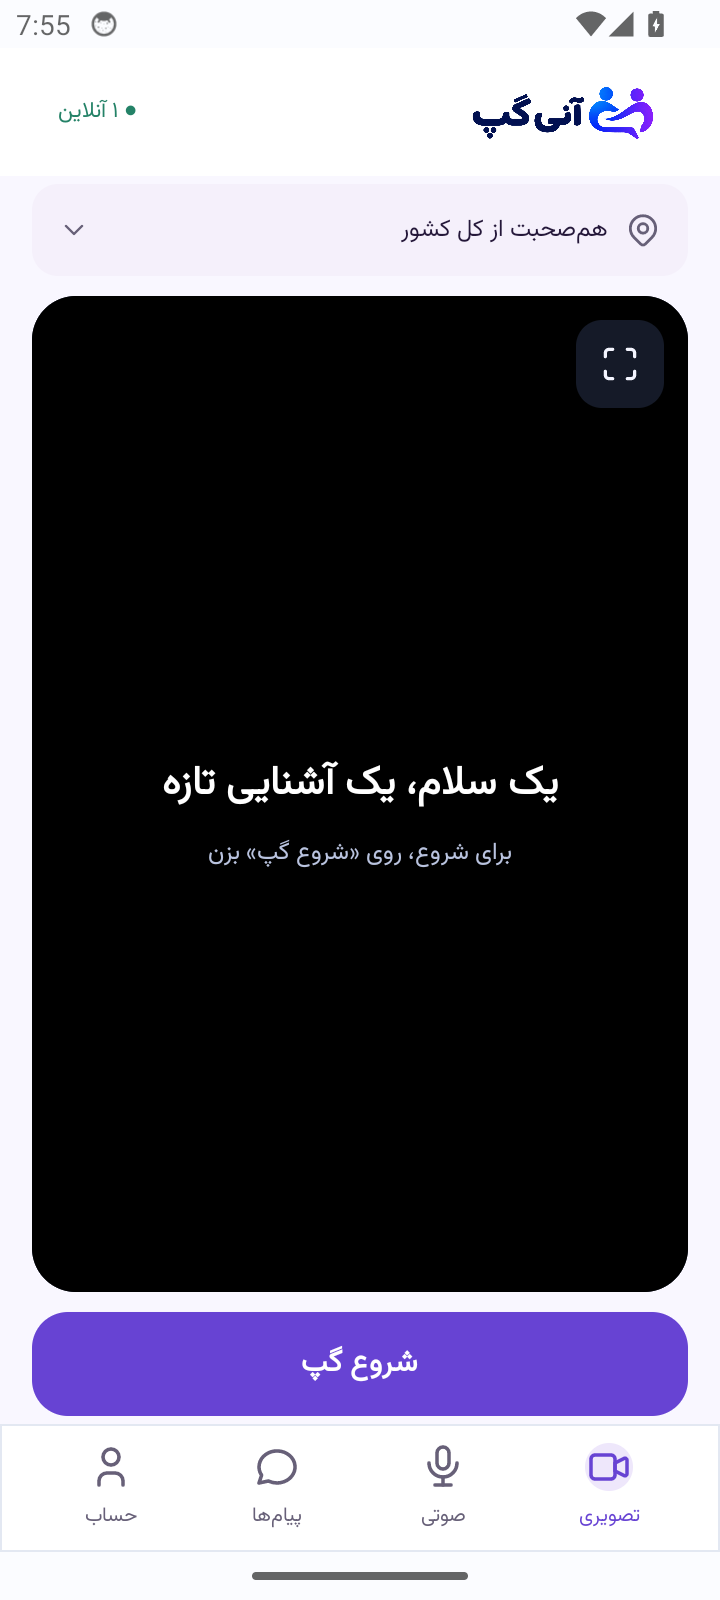 7:55
آنی گپ
۱ آنلاین
هم‌صحبت از کل کشور
یک سلام، یک آشنایی تازه
برای شروع، روی «شروع گپ» بزن
شروع گپ
تصویری
صوتی
پیام‌ها
حساب